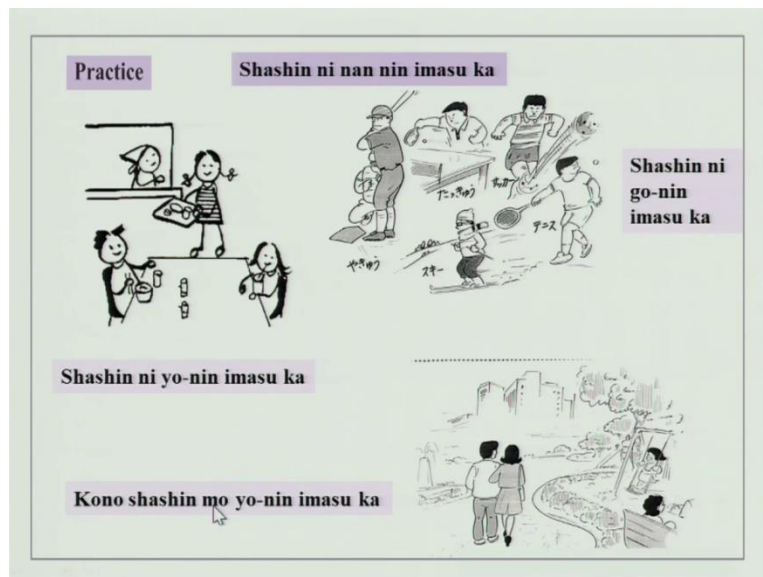 Practice
Shashin ni nan nin imasu ka
たっきゅう
サッカー
Shashin ni
go-nin
imasu ka
テニス
やきゅう
スキー
Shashin ni yo-nin imasu ka
Kono shashin mo yo-nin imasu ka